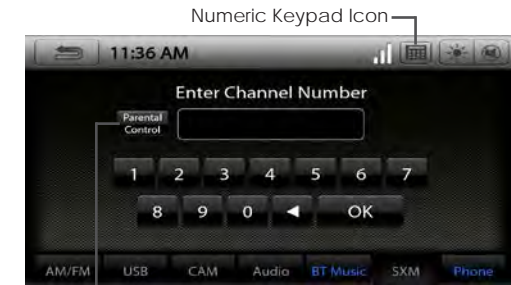 Numeric Keypad Icon
11:36 AM
Enter Channel Number
Parental
Control
1 2 3 4 5 6 7
8 9 0 ◄ OK
AM/FM USB CAM Audio BT Music SXM Phone